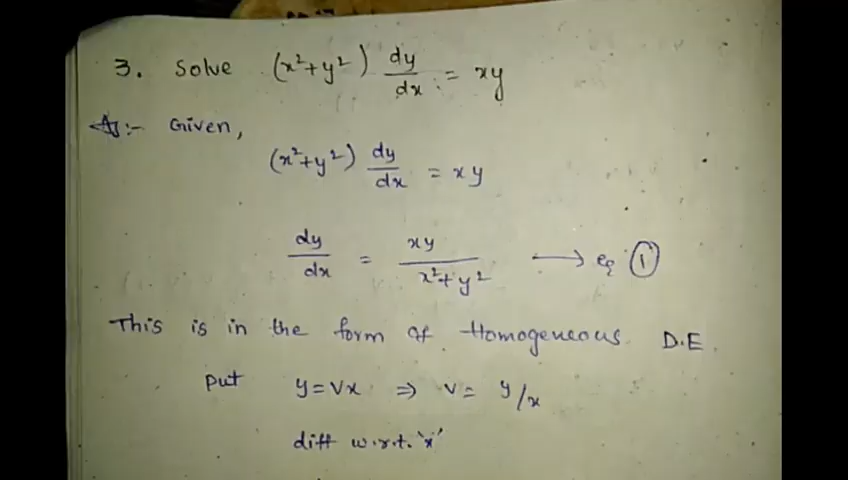 3. Solve (x²+y²) dy/dx = xy
A:- Given,
(x²+y²) dy/dx = xy
dy/dx = xy/x²+y² → eq ①
This is in the form of Homogeneous D.E
put y=Vx ⇒ V= y/x
diff w.r.t. 'x'